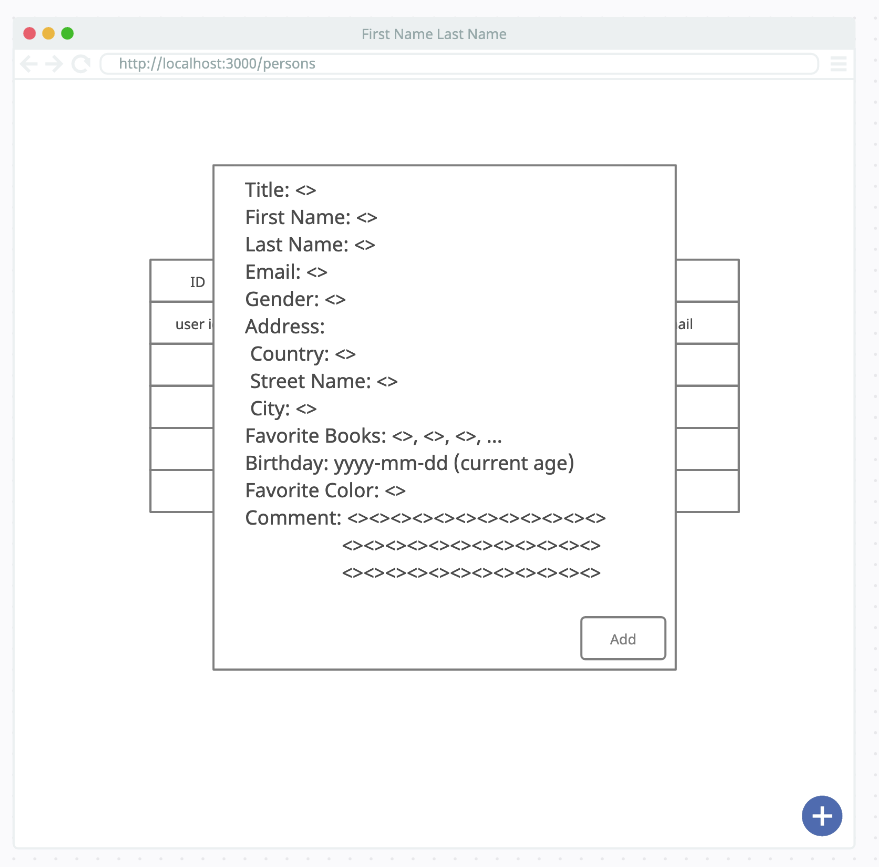 First Name Last Name
http://localhost:3000/persons
Title: <>
First Name: <>
Last Name: <>
Email: <>
Gender: <>
Address:
Country: <>
Street Name: <>
City: <>
Favorite Books: <>, <>, <>, ...
Birthday: yyyy-mm-dd (current age)
Favorite Color: <>
Comment: <><><><><><><><><><><><>
<><><><><><><><><><><><>
<><><><><><><><><><><><>
Add
ID
user i
ail